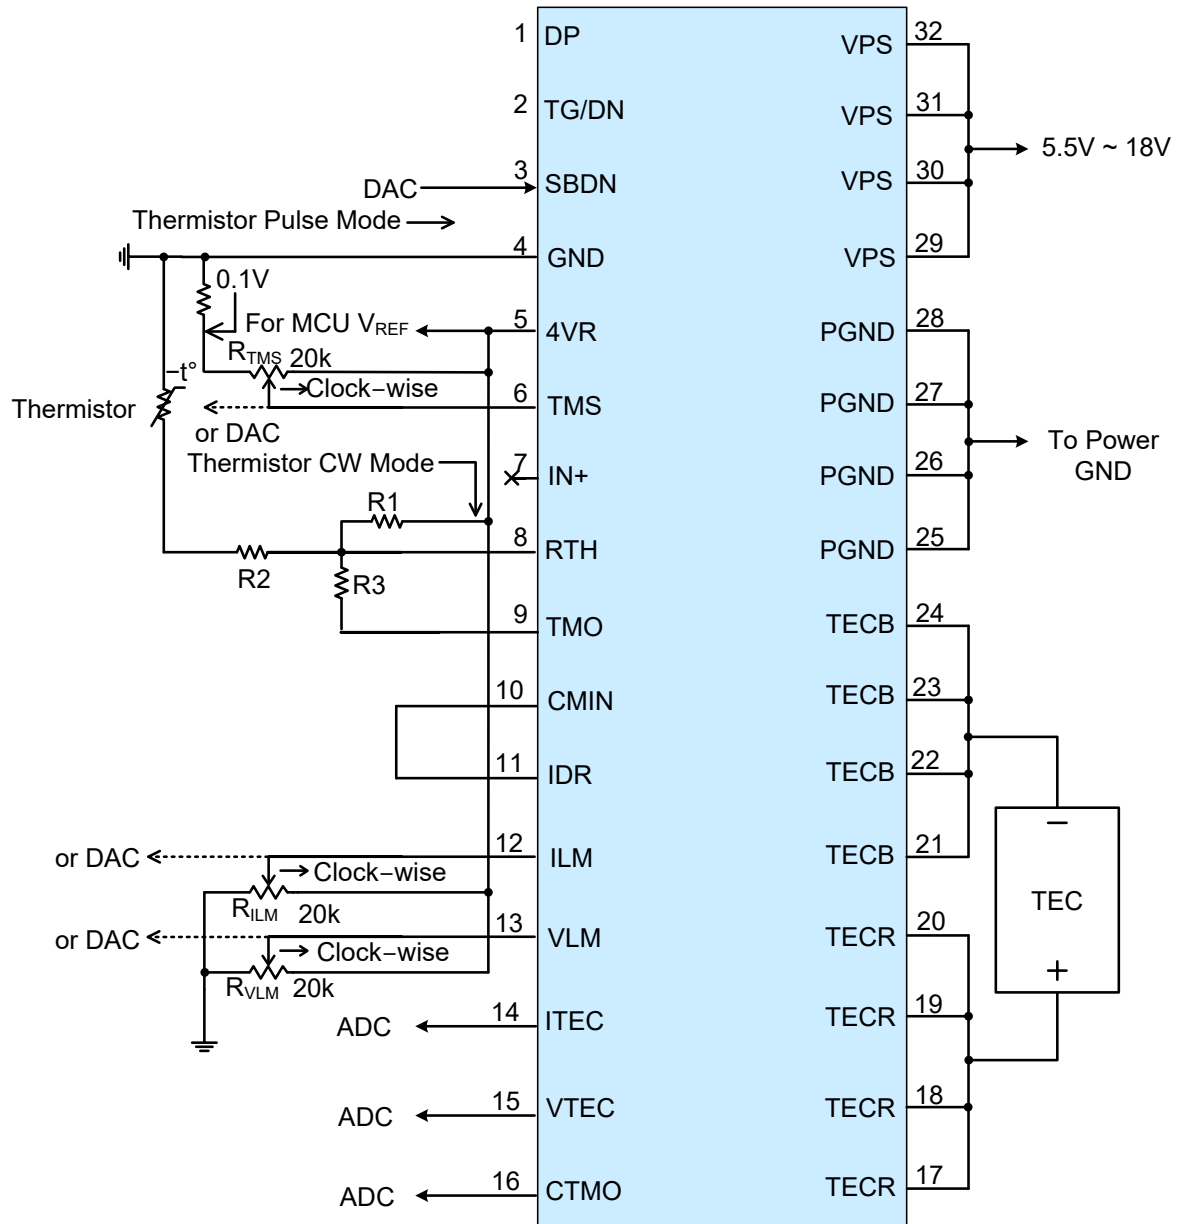 1 DP VPS 32
2 TG/DN VPS 31
5.5V ~ 18V
DAC 3 SBDN VPS 30
Thermistor Pulse Mode
4 GND VPS 29
0.1V
For MCU VREF 5 4VR PGND 28
RTMS 20k
−t°
Clock−wise
Thermistor
6 TMS PGND 27
or DAC
To Power
GND
Thermistor CW Mode
7 IN+ PGND 26
R1
8 RTH PGND 25
R2
R3
9 TMO TECB 24
10 CMIN TECB 23
11 IDR TECB 22
−
or DAC 12 ILM TECB 21
Clock−wise
RILM 20k
TEC
or DAC 13 VLM TECR 20
Clock−wise
+
RVLM 20k
ADC 14 ITEC TECR 19
ADC 15 VTEC TECR 18
ADC 16 CTMO TECR 17